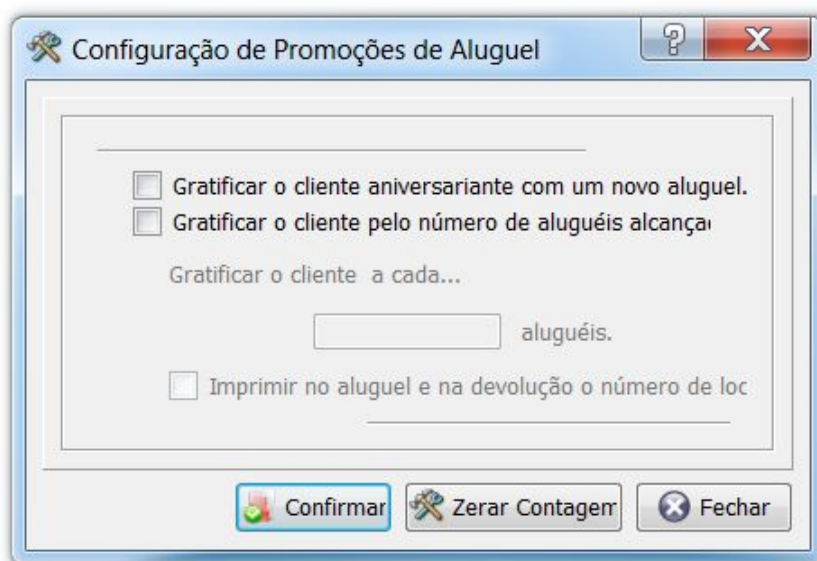 Configuração de Promoções de Aluguel
Gratificar o cliente aniversariante com um novo aluguel.
Gratificar o cliente pelo número de aluguéis alcançad
Gratificar o cliente a cada...
aluguéis.
Imprimir no aluguel e na devolução o número de loc
Confirmar
Zerar Contagem
Fechar